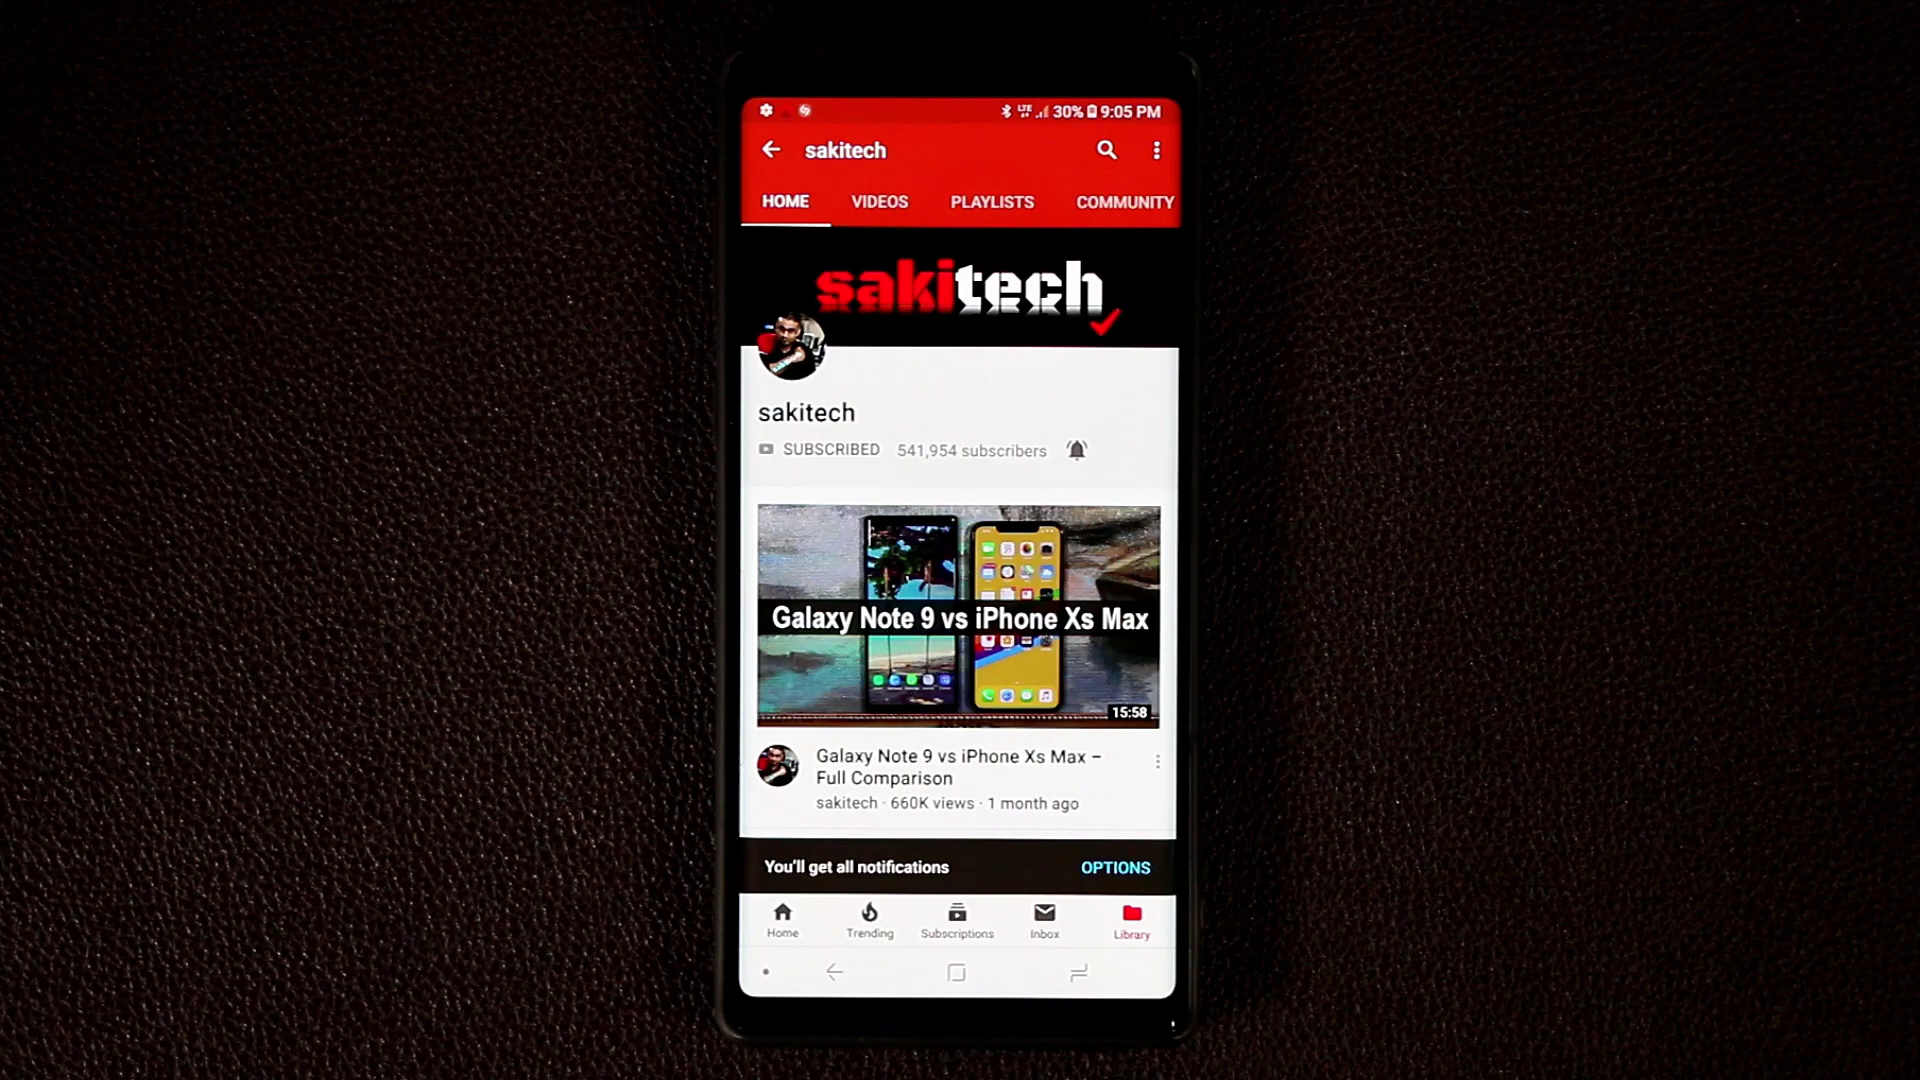 LTE 30% 9:05 PM
sakitech
HOME VIDEOS PLAYLISTS COMMUNITY
sakitech
sakitech
SUBSCRIBED 541,954 subscribers
Galaxy Note 9 vs iPhone Xs Max
15:58
Galaxy Note 9 vs iPhone Xs Max –
Full Comparison
sakitech · 660K views · 1 month ago
You'll get all notifications OPTIONS
Home Trending Subscriptions Inbox Library